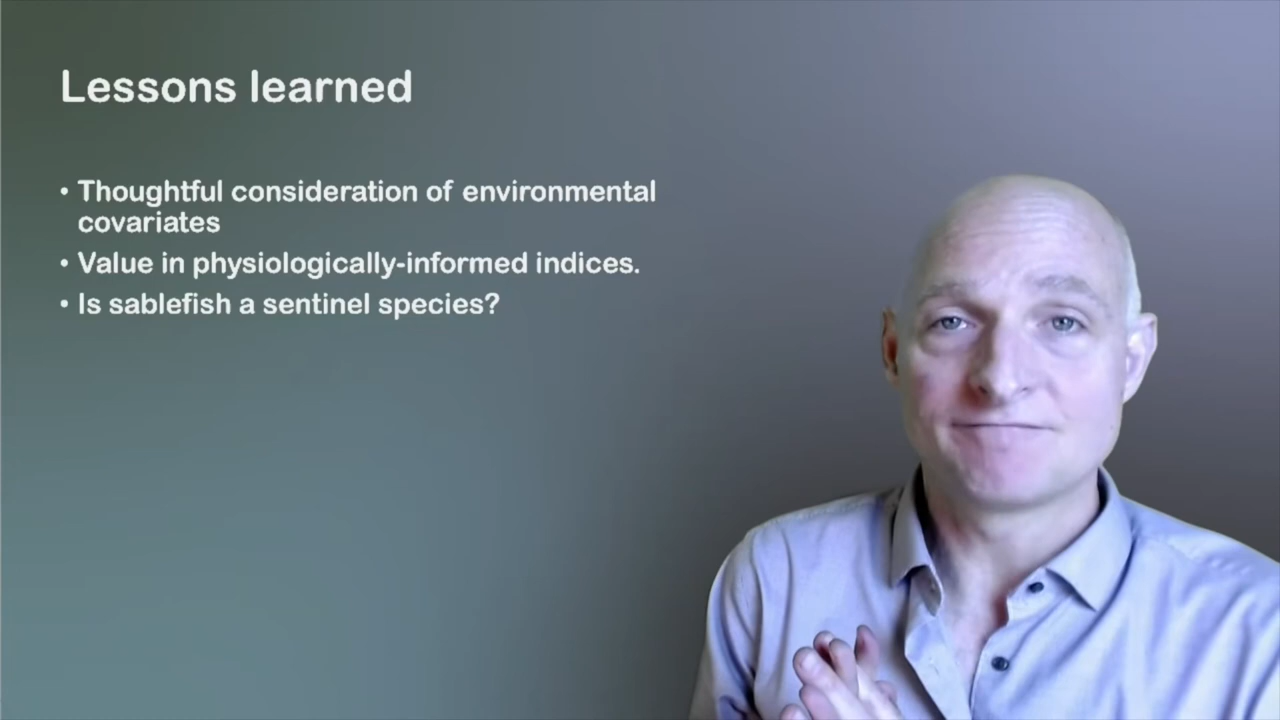 Lessons learned
• Thoughtful consideration of environmental
covariates
• Value in physiologically-informed indices.
• Is sablefish a sentinel species?